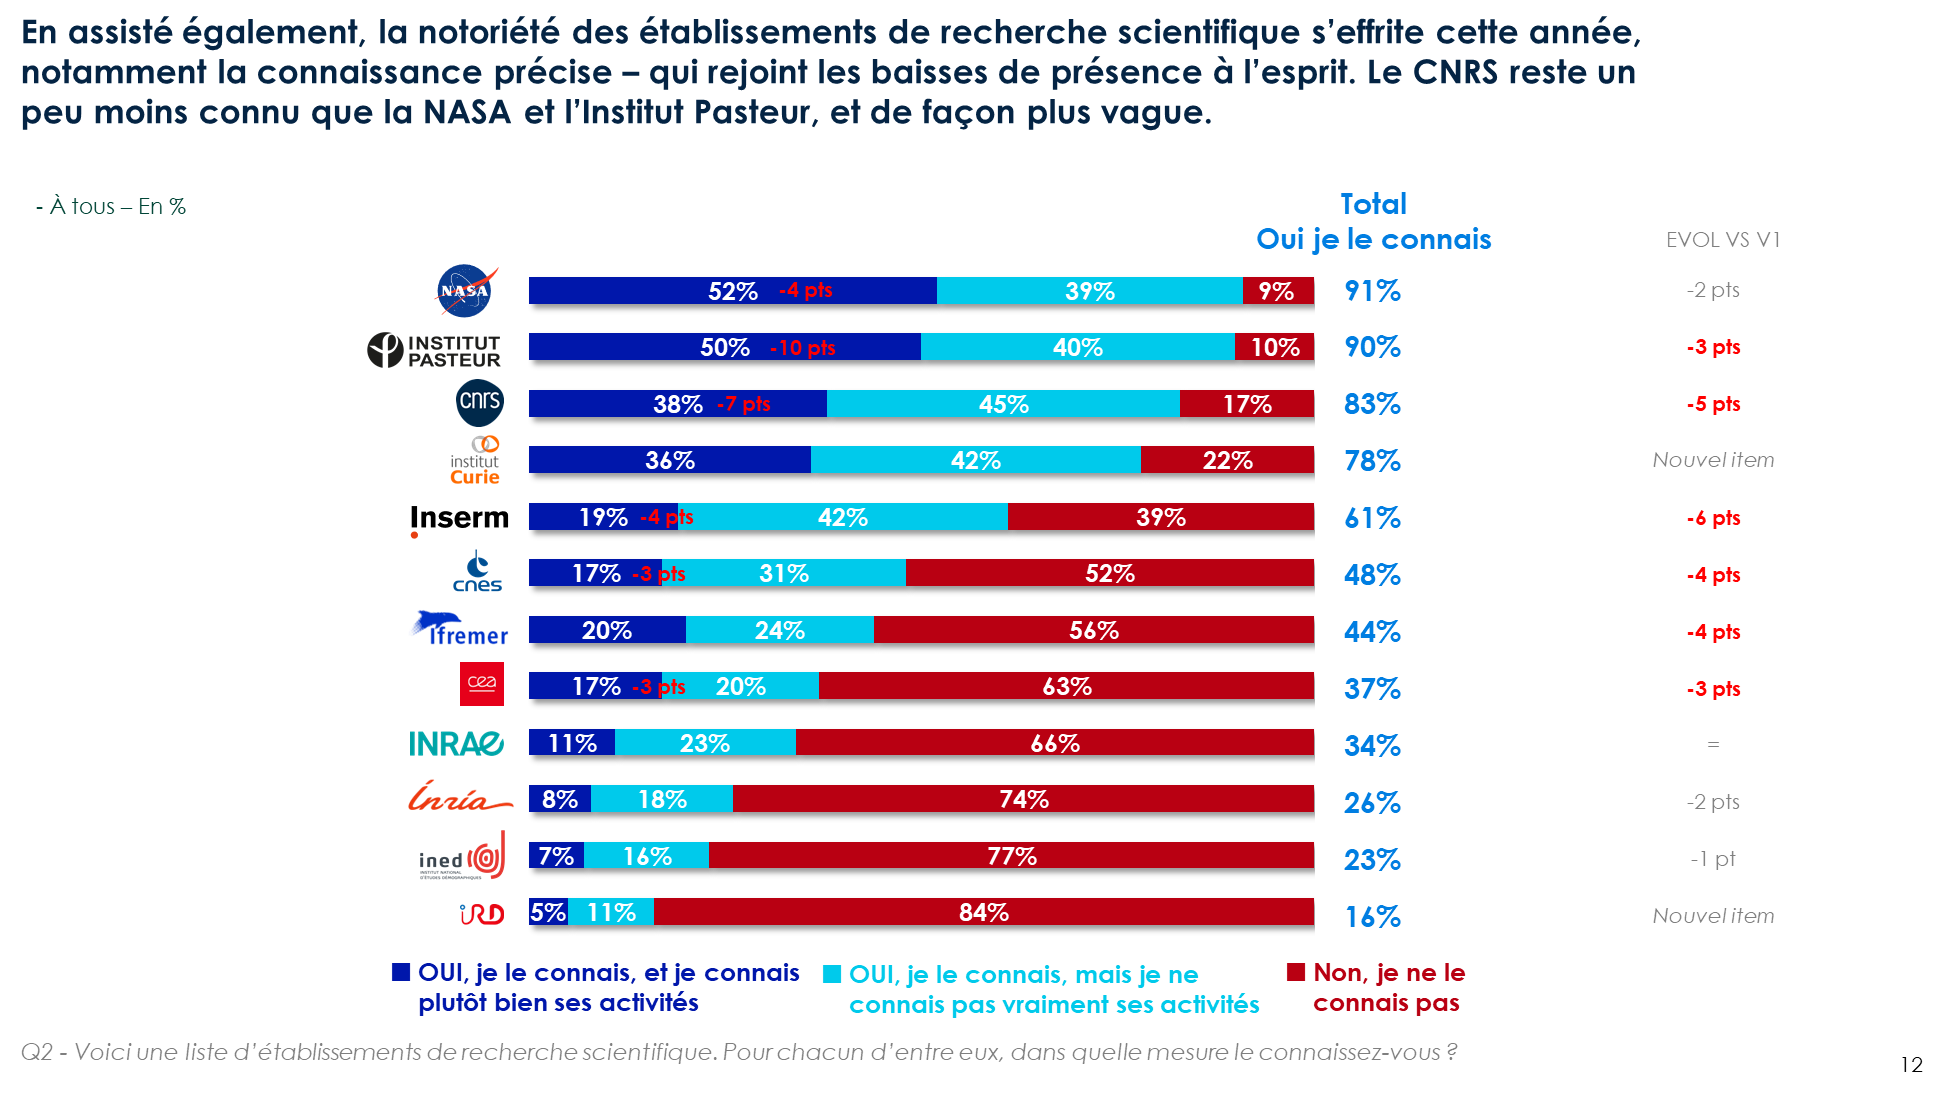 En assisté également, la notoriété des établissements de recherche scientifique s’effrite cette année,
notamment la connaissance précise – qui rejoint les baisses de présence à l’esprit. Le CNRS reste un
peu moins connu que la NASA et l’Institut Pasteur, et de façon plus vague.
- À tous – En %
Total
Oui je le connais
EVOL VS V1
NASA 52% -4 pts 39% 9% 91% -2 pts
INSTITUT
PASTEUR
50% -10 pts 40% 10% 90% -3 pts
cnrs 38% -7 pts 45% 17% 83% -5 pts
institut
Curie
36% 42% 22% 78% Nouvel item
Inserm 19% -4 pts 42% 39% 61% -6 pts
cnes 17% -3 pts 31% 52% 48% -4 pts
Ifremer 20% 24% 56% 44% -4 pts
cea 17% -3 pts 20% 63% 37% -3 pts
INRAE 11% 23% 66% 34% =
Inria 8% 18% 74% 26% -2 pts
ined 7% 16% 77% 23% -1 pt
INSTITUT NATIONAL
D'ÉTUDES DÉMOGRAPHIQUES
IRD 5% 11% 84% 16% Nouvel item
OUI, je le connais, et je connais
plutôt bien ses activités
OUI, je le connais, mais je ne
connais pas vraiment ses activités
Non, je ne le
connais pas
Q2 - Voici une liste d’établissements de recherche scientifique. Pour chacun d’entre eux, dans quelle mesure le connaissez-vous ?
12